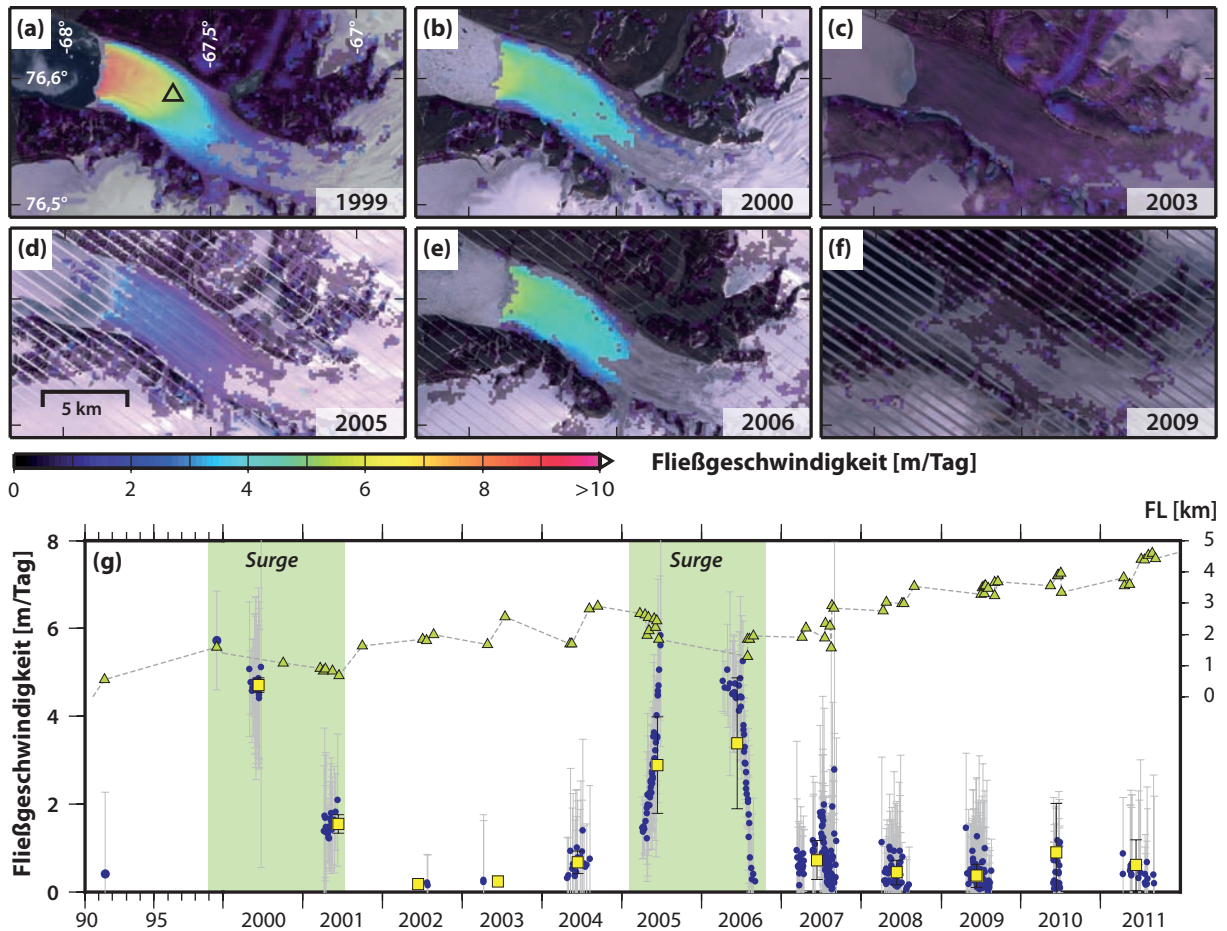 (a)
-68°
-67,5°
-67°
76,6°
76,5°
1999
(b)
2000
(c)
2003
(d)
5 km
2005
(e)
2006
(f)
2009
0 2 4 6 8 >10
Fließgeschwindigkeit [m/Tag]
FL [km]
(g)
Surge
Surge
Fließgeschwindigkeit [m/Tag]
8
6
4
2
0
5
4
3
2
1
0
90 95 2000 2001 2002 2003 2004 2005 2006 2007 2008 2009 2010 2011